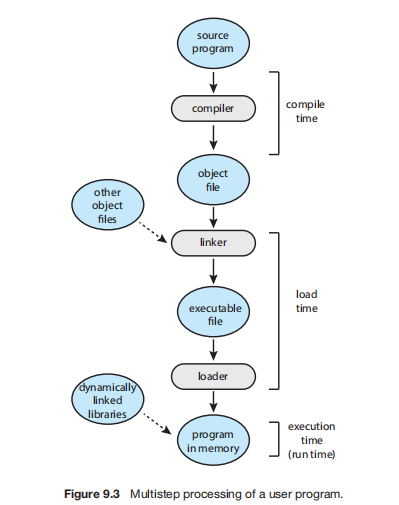 source
program
compiler
compile
time
object
file
other
object
files
linker
executable
file
load
time
loader
dynamically
linked
libraries
program
in memory
execution
time
(run time)
Figure 9.3 Multistep processing of a user program.